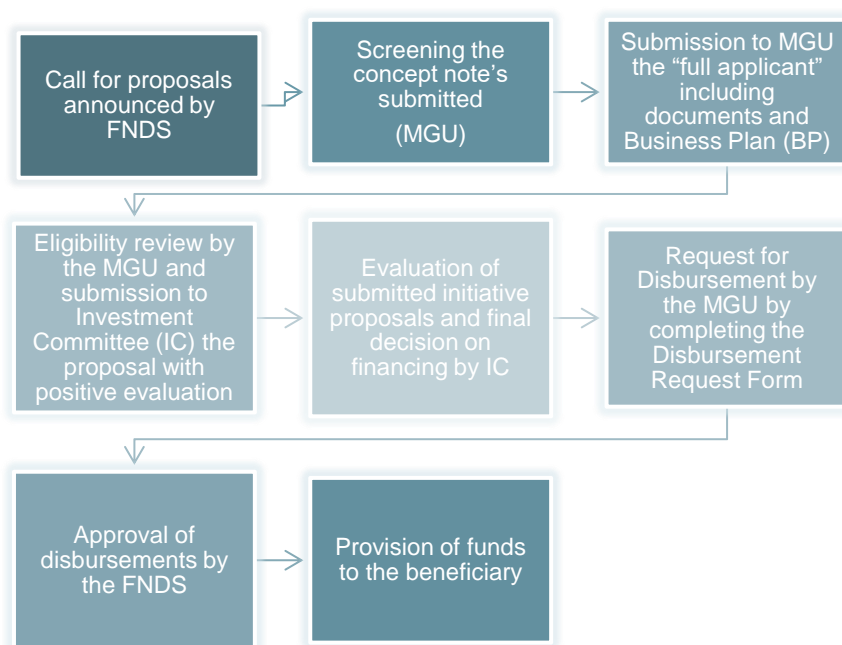 Call for proposals
announced by
FNDS
Screening the
concept note's
submitted
(MGU)
Submission to MGU
the “full applicant”
including
documents and
Business Plan (BP)
Eligibility review by
the MGU and
submission to
Investment
Committee (IC) the
proposal with
positive evaluation
Evaluation of
submitted initiative
proposals and final
decision on
financing by IC
Request for
Disbursement by
the MGU by
completing the
Disbursement
Request Form
Approval of
disbursements by
the FNDS
Provision of funds
to the beneficiary